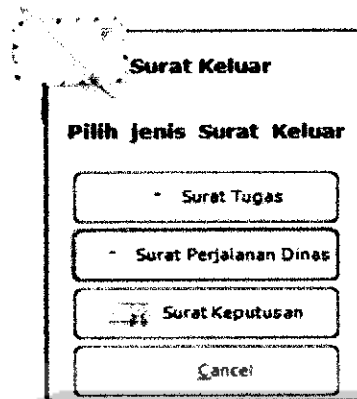 Surat Keluar
Pilih jenis Surat Keluar
Surat Tugas
Surat Perjalanan Dinas
Surat Keputusan
Cancel